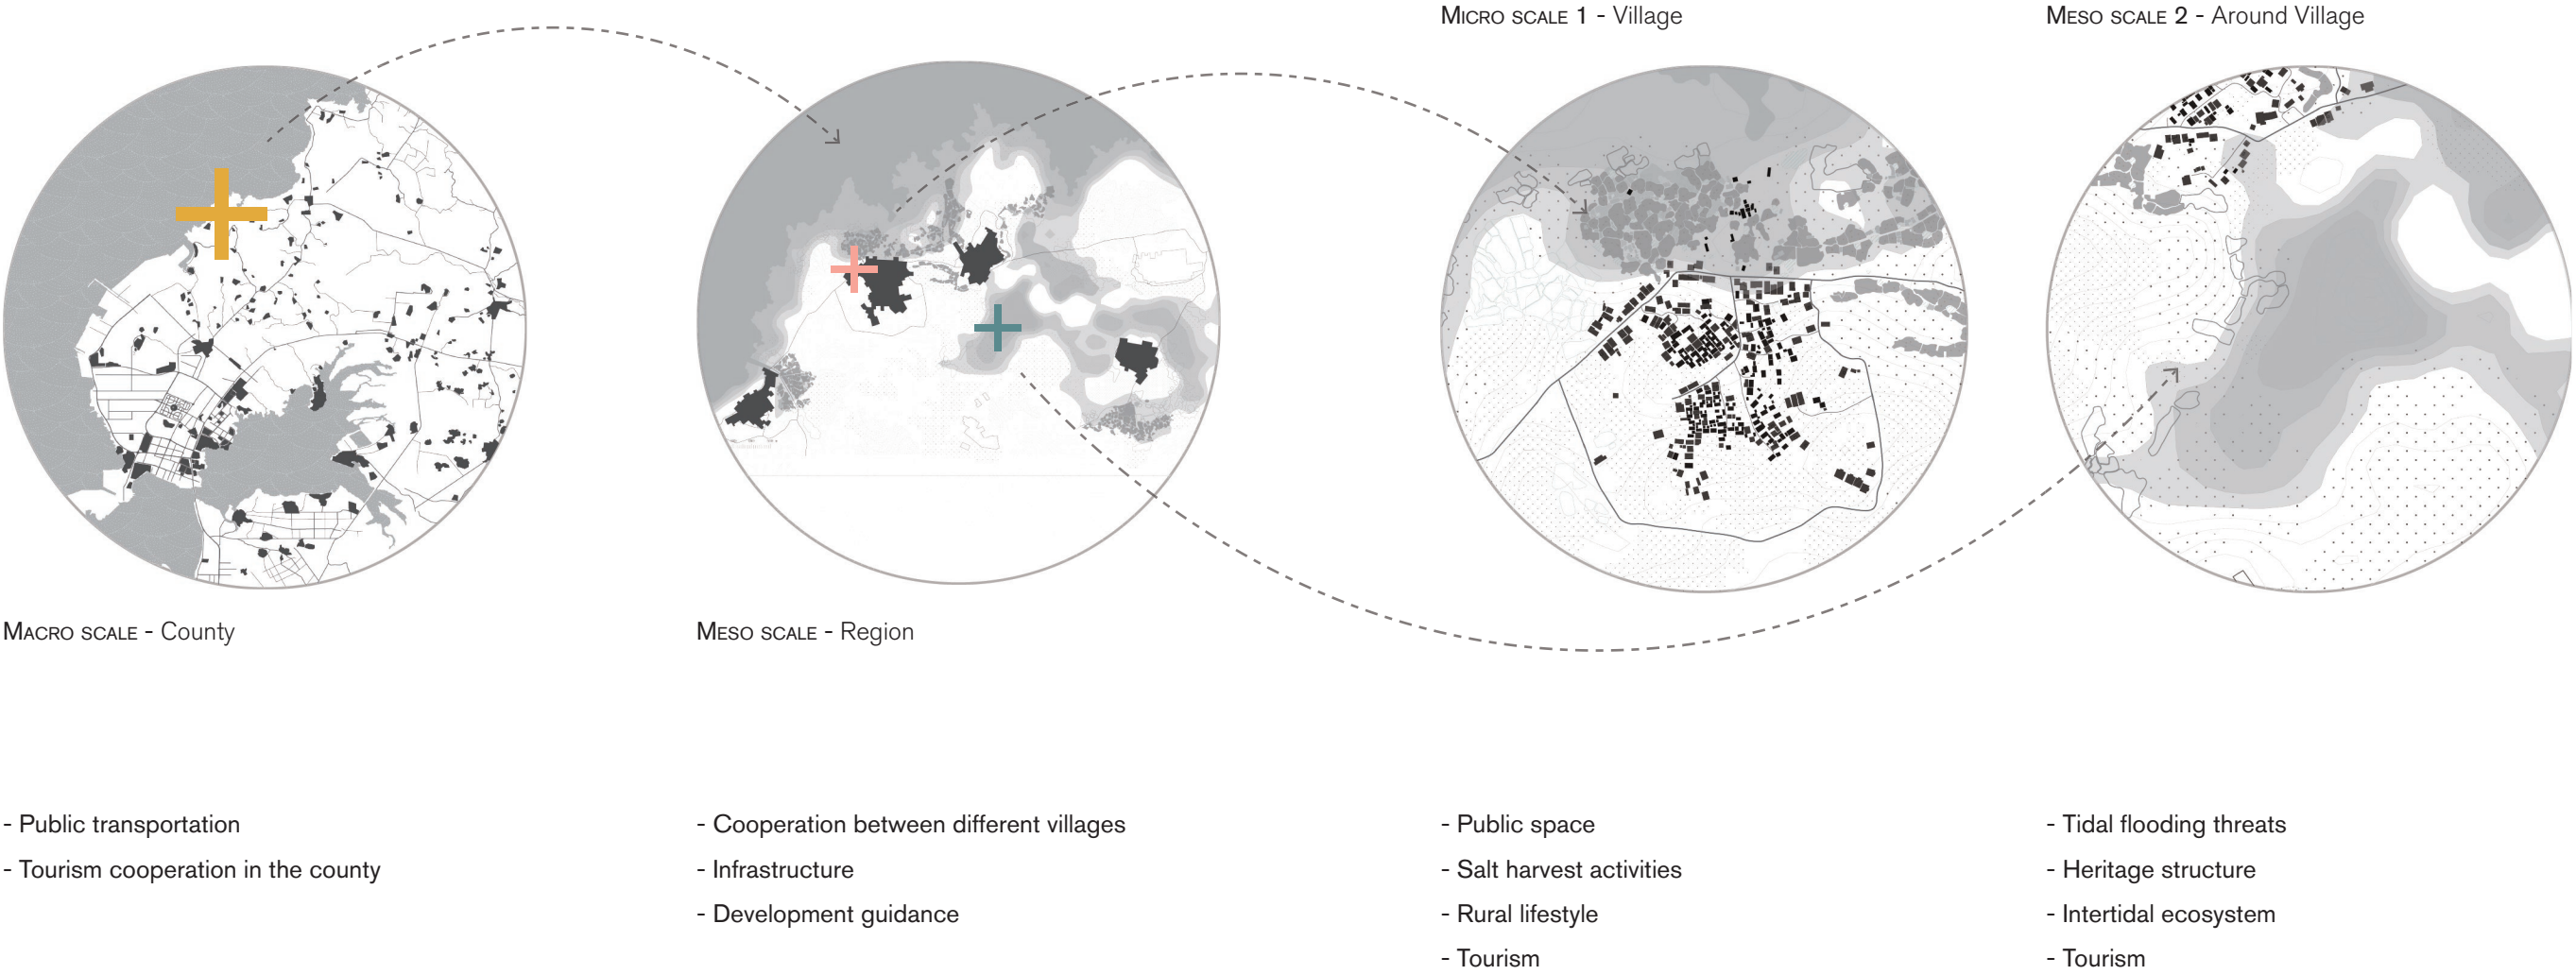 MICRO SCALE 1 - Village
MESO SCALE 2 - Around Village
MACRO SCALE - County
MESO SCALE - Region
- Public transportation
- Tourism cooperation in the county
- Cooperation between different villages
- Infrastructure
- Development guidance
- Public space
- Salt harvest activities
- Rural lifestyle
- Tourism
- Tidal flooding threats
- Heritage structure
- Intertidal ecosystem
- Tourism